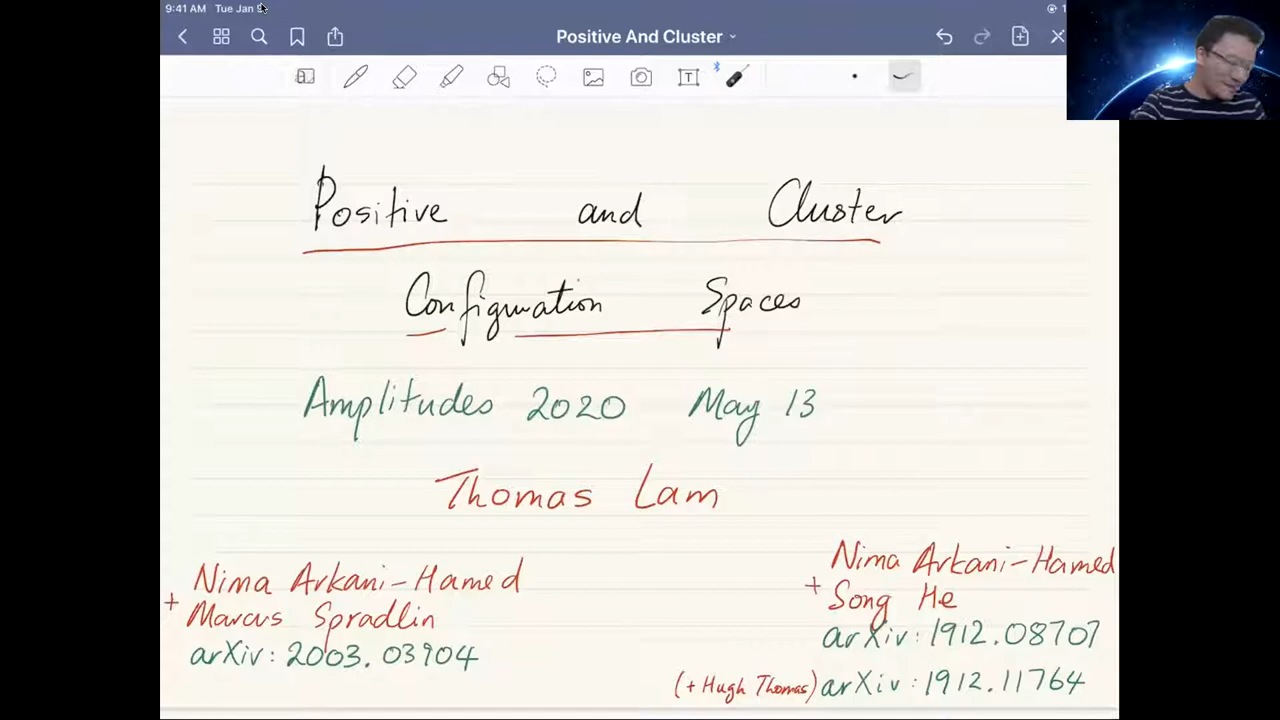 9:41 AM Tue Jan 9
Positive And Cluster
T
Positive and Cluster
Configuration Spaces
Amplitudes 2020 May 13
Thomas Lam
+ Nima Arkani-Hamed
Marcus Spradlin
arXiv: 2003.03904
+ Nima Arkani-Hamed
Song He
arXiv: 1912.08707
(+ Hugh Thomas) arXiv: 1912.11764